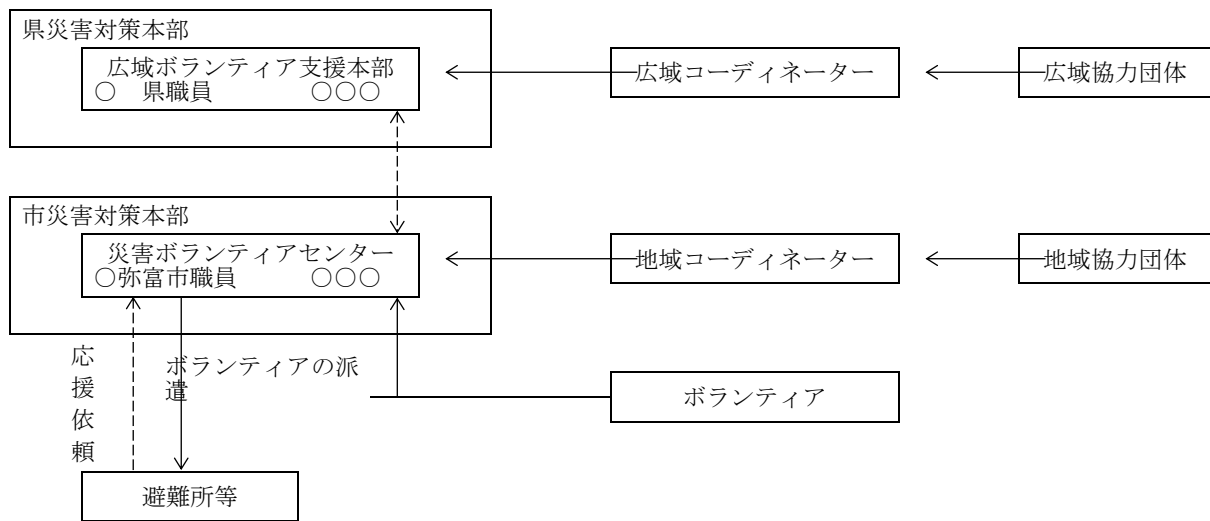 県災害対策本部
広域ボランティア支援本部
○　県職員　　　　○○○
広域コーディネーター
広域協力団体
市災害対策本部
災害ボランティアセンター
○弥富市職員　　　○○○
地域コーディネーター
地域協力団体
応援依頼
ボランティアの派
遣
ボランティア
避難所等